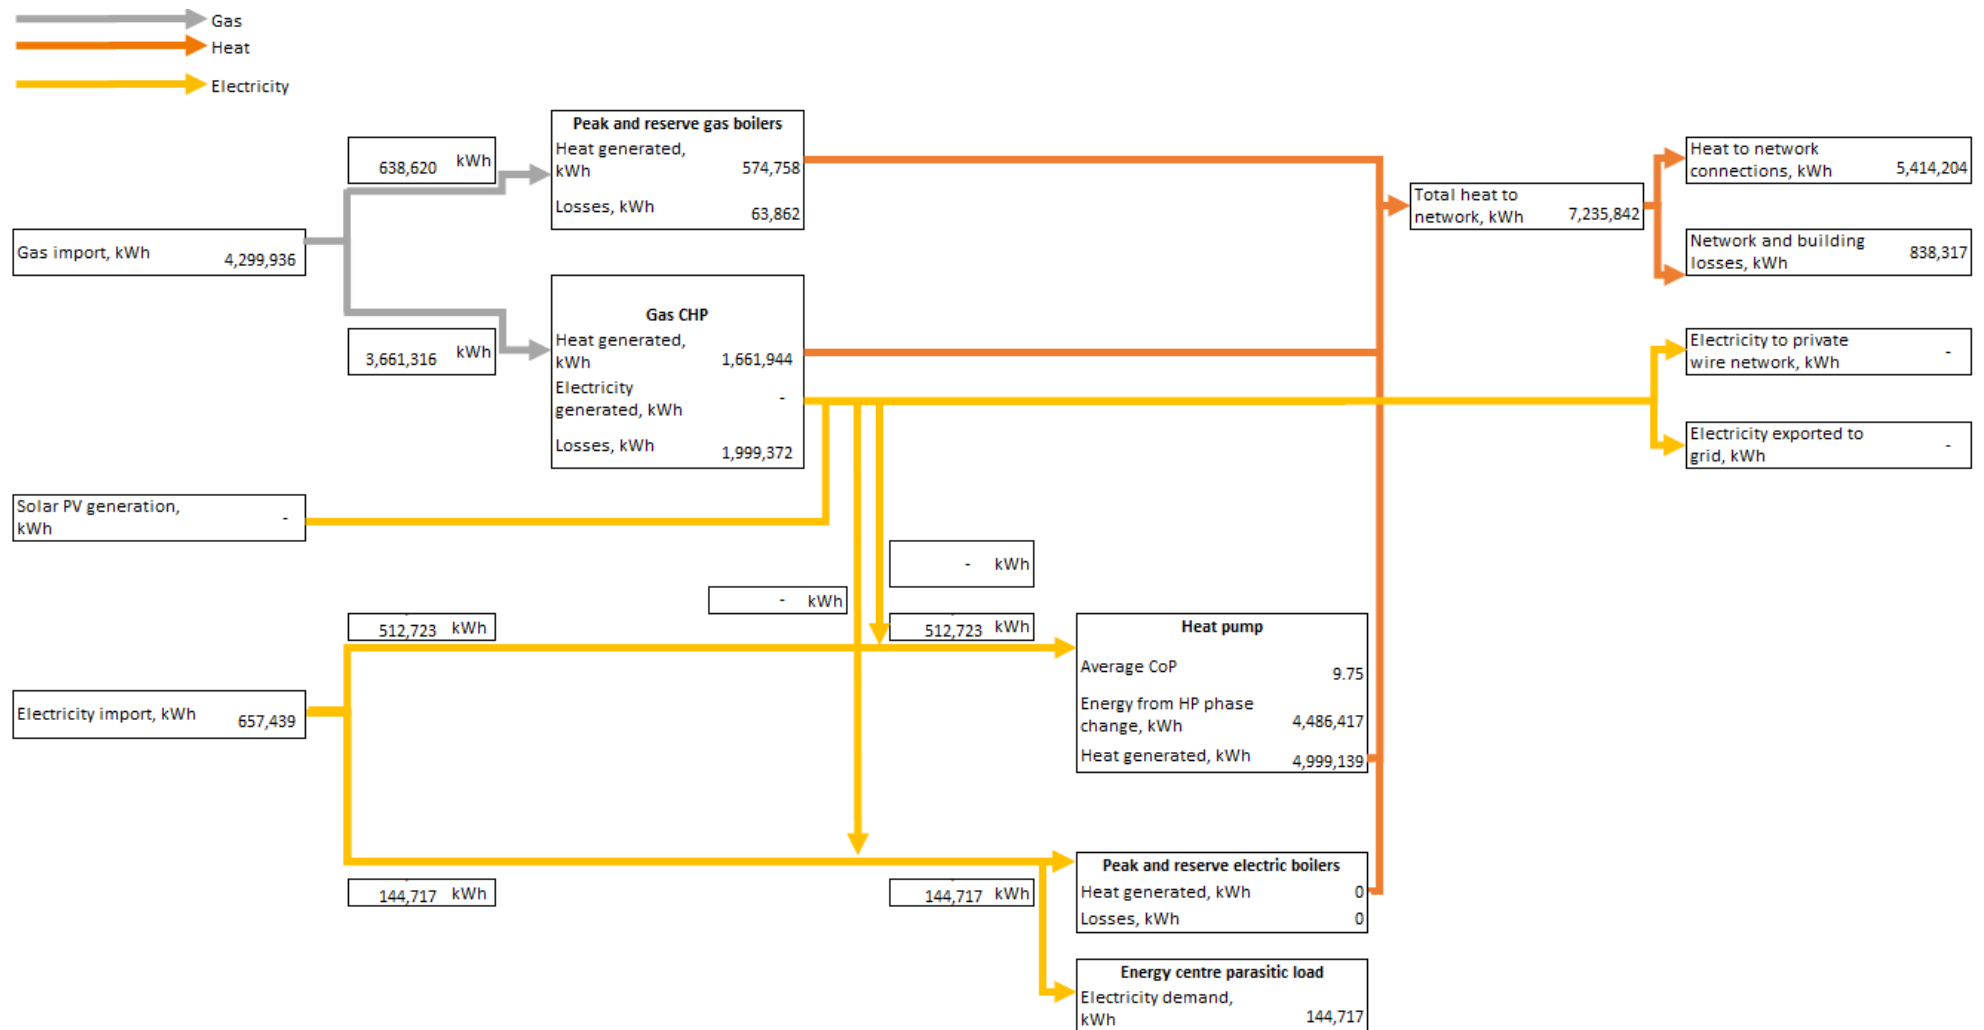 Gas
Heat
Electricity
Peak and reserve gas boilers
Heat generated,
kWh 574,758
Losses, kWh 63,862
638,620 kWh
Gas import, kWh 4,299,936
3,661,316 kWh
Gas CHP
Heat generated,
kWh 1,661,944
Electricity
generated, kWh -
Losses, kWh 1,999,372
Total heat to
network, kWh 7,235,842
Heat to network
connections, kWh 5,414,204
Network and building
losses, kWh 838,317
Electricity to private
wire network, kWh -
Electricity exported to
grid, kWh -
Solar PV generation,
kWh -
- kWh
- kWh
512,723 kWh
512,723 kWh
Electricity import, kWh 657,439
Heat pump
Average CoP 9.75
Energy from HP phase
change, kWh 4,486,417
Heat generated, kWh 4,999,139
144,717 kWh
144,717 kWh
Peak and reserve electric boilers
Heat generated, kWh 0
Losses, kWh 0
Energy centre parasitic load
Electricity demand,
kWh 144,717